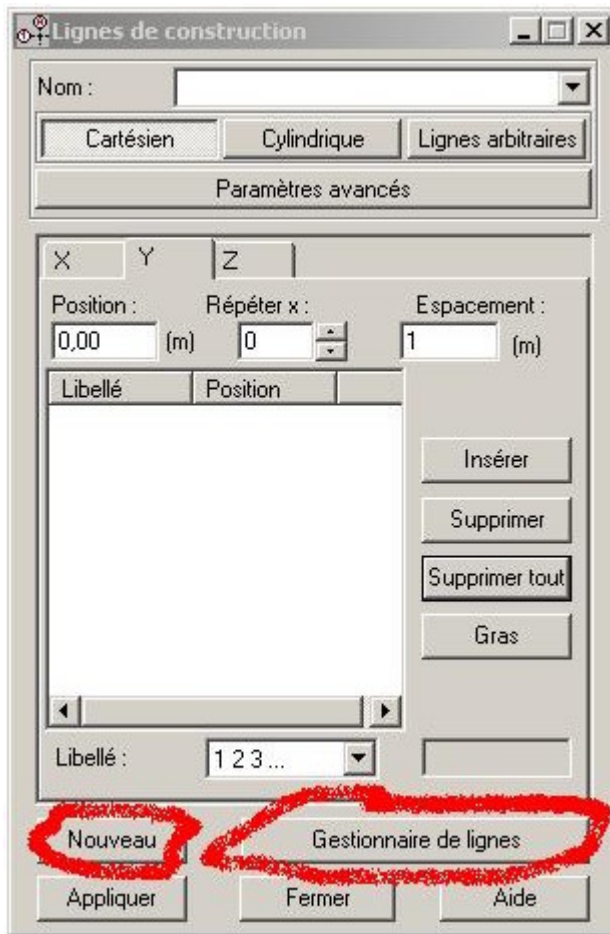 Lignes de construction
Nom :
Cartésien Cylindrique Lignes arbitraires
Paramètres avancés
X Y Z
Position : Répéter x : Espacement :
0,00 (m) 0 1 (m)
Libellé Position
Insérer
Supprimer
Supprimer tout
Gras
Libellé : 1 2 3 ...
Nouveau Gestionnaire de lignes
Appliquer Fermer Aide